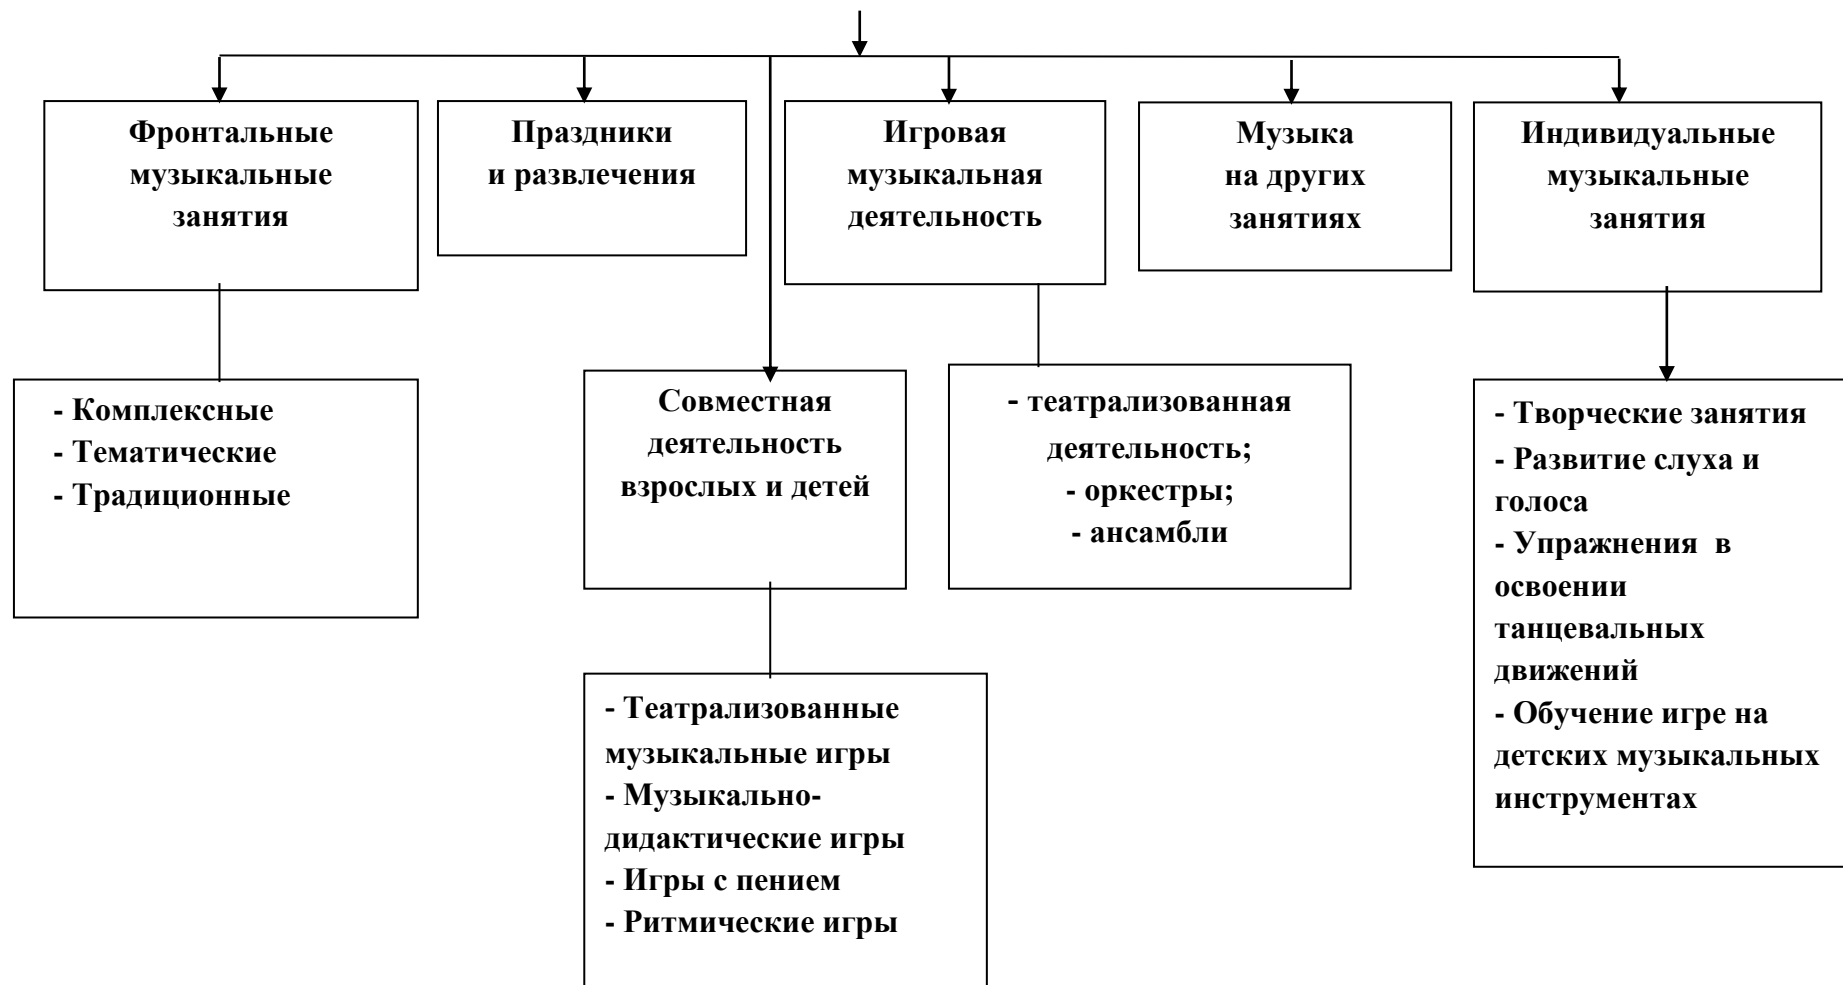 Фронтальные
музыкальные
занятия
Праздники
и развлечения
Игровая
музыкальная
деятельность
Музыка
на других
занятиях
Индивидуальные
музыкальные
занятия
- Комплексные
- Тематические
- Традиционные
Совместная
деятельность
взрослых и детей
- театрализованная
деятельность;
- оркестры;
- ансамбли
- Творческие занятия
- Развитие слуха и
голоса
- Упражнения в
освоении
танцевальных
движений
- Обучение игре на
детских музыкальных
инструментах
- Театрализованные
музыкальные игры
- Музыкально-
дидактические игры
- Игры с пением
- Ритмические игры